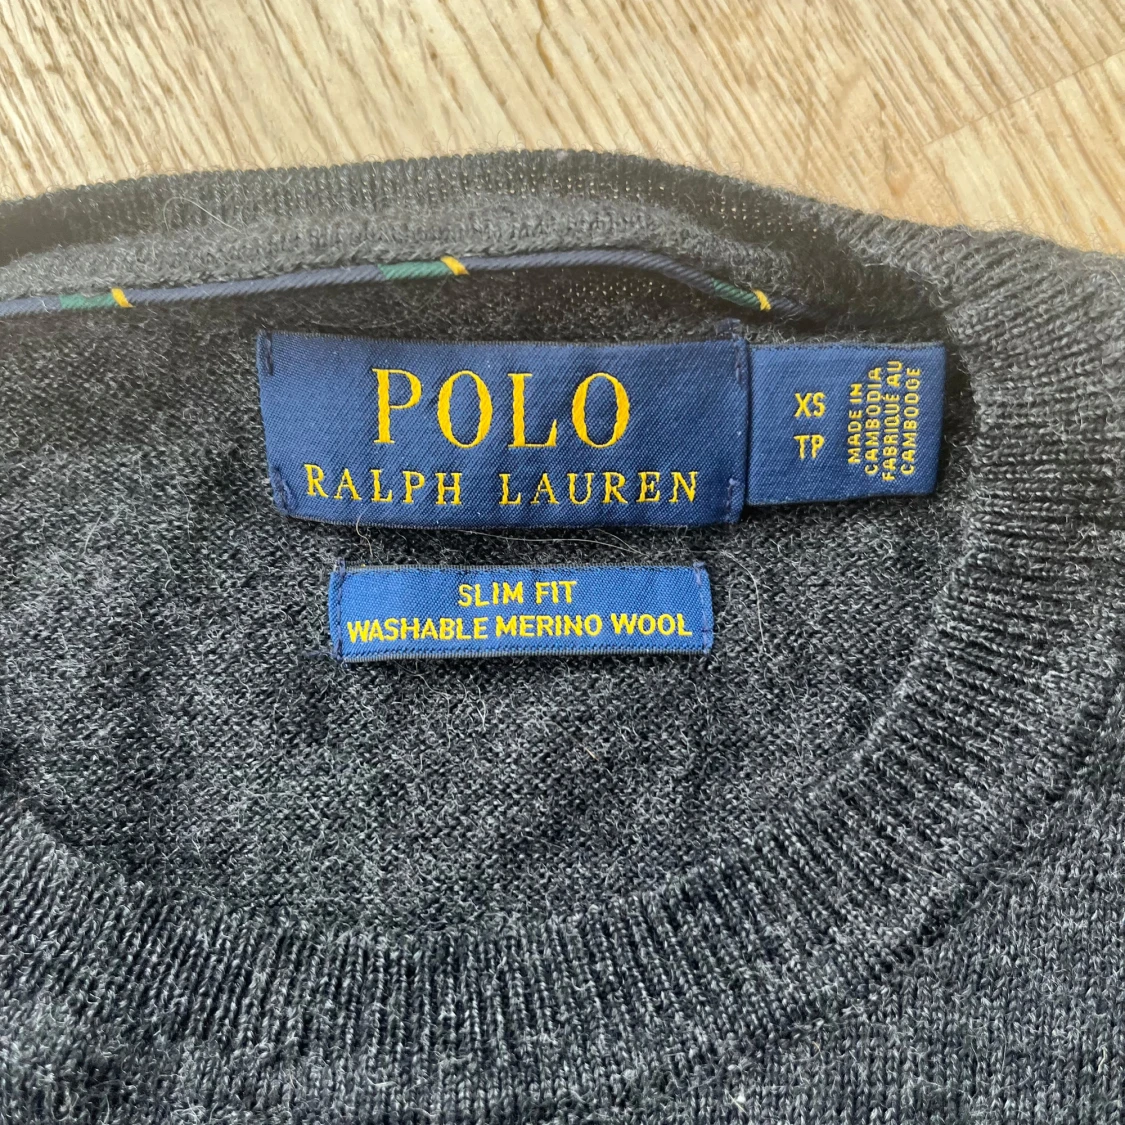 POLO
RALPH LAUREN
XS
TP
MADE IN
CAMBODIA
FABRIQUÉ AU
CAMBODGE
SLIM FIT
WASHABLE MERINO WOOL